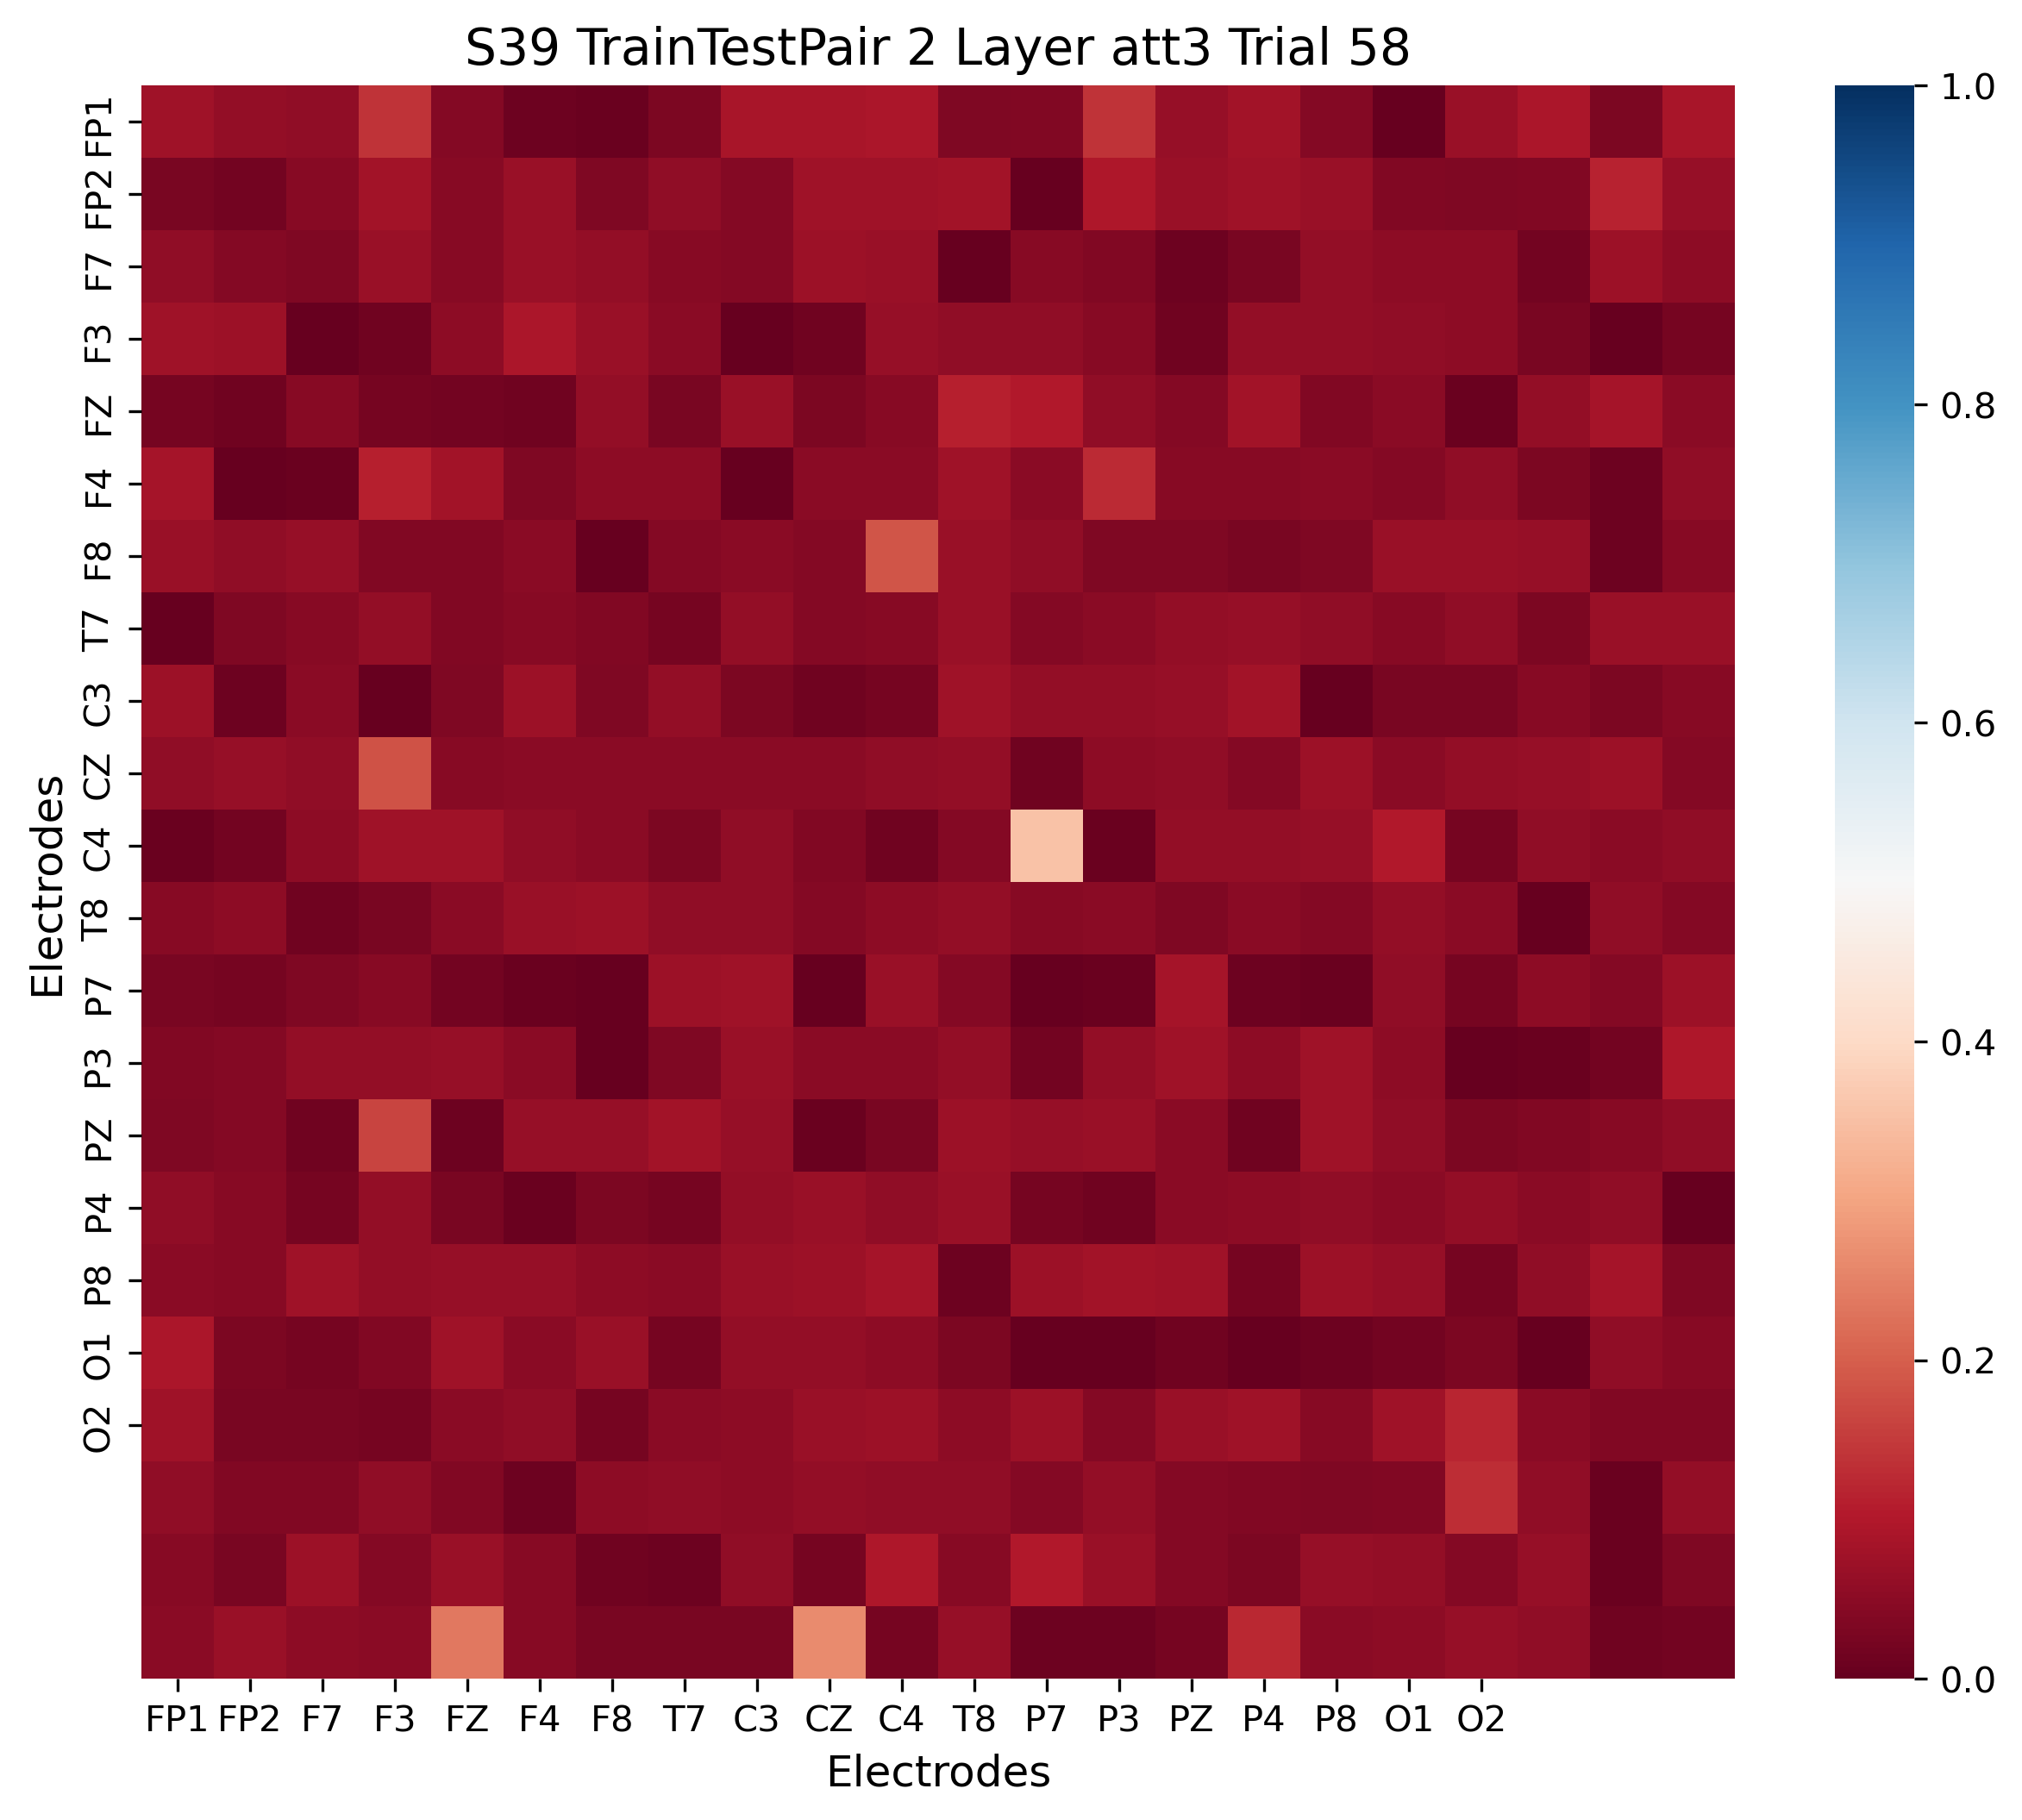 S39 TrainTestPair 2 Layer att3 Trial 58
Electrodes
FP1
FP2
F7
F3
FZ
F4
F8
T7
C3
CZ
C4
T8
P7
P3
PZ
P4
P8
O1
O2
FP1 FP2 F7 F3 FZ F4 F8 T7 C3 CZ C4 T8 P7 P3 PZ P4 P8 O1 O2
Electrodes
1.0
0.8
0.6
0.4
0.2
0.0